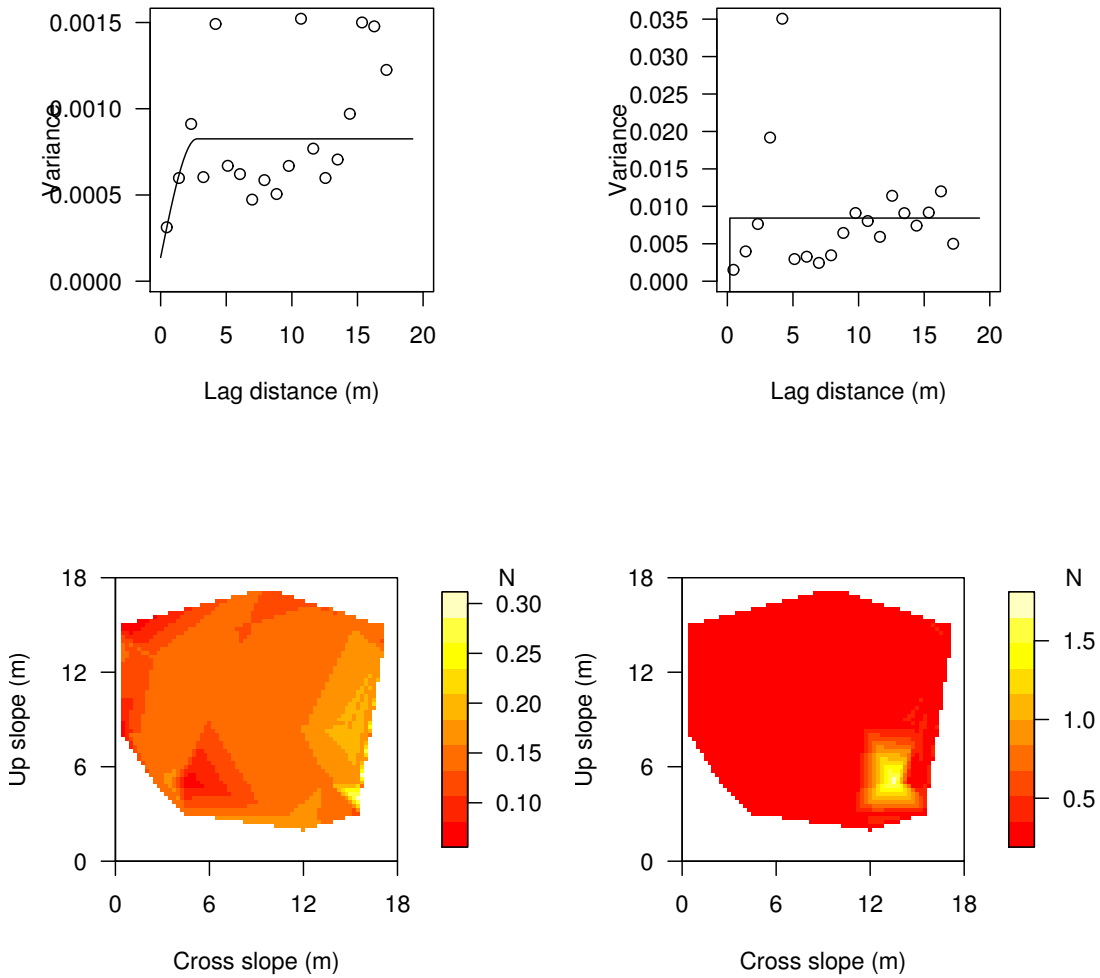 0.0015
0.0010
0.0005
0.0000
Variance
0 5 10 15 20
Lag distance (m)
0.035
0.030
0.025
0.020
0.015
0.010
0.005
0.000
Variance
0 5 10 15 20
Lag distance (m)
18
12
6
0
Up slope (m)
0 6 12 18
Cross slope (m)
N
0.30
0.25
0.20
0.15
0.10
18
12
6
0
Up slope (m)
0 6 12 18
Cross slope (m)
N
1.5
1.0
0.5